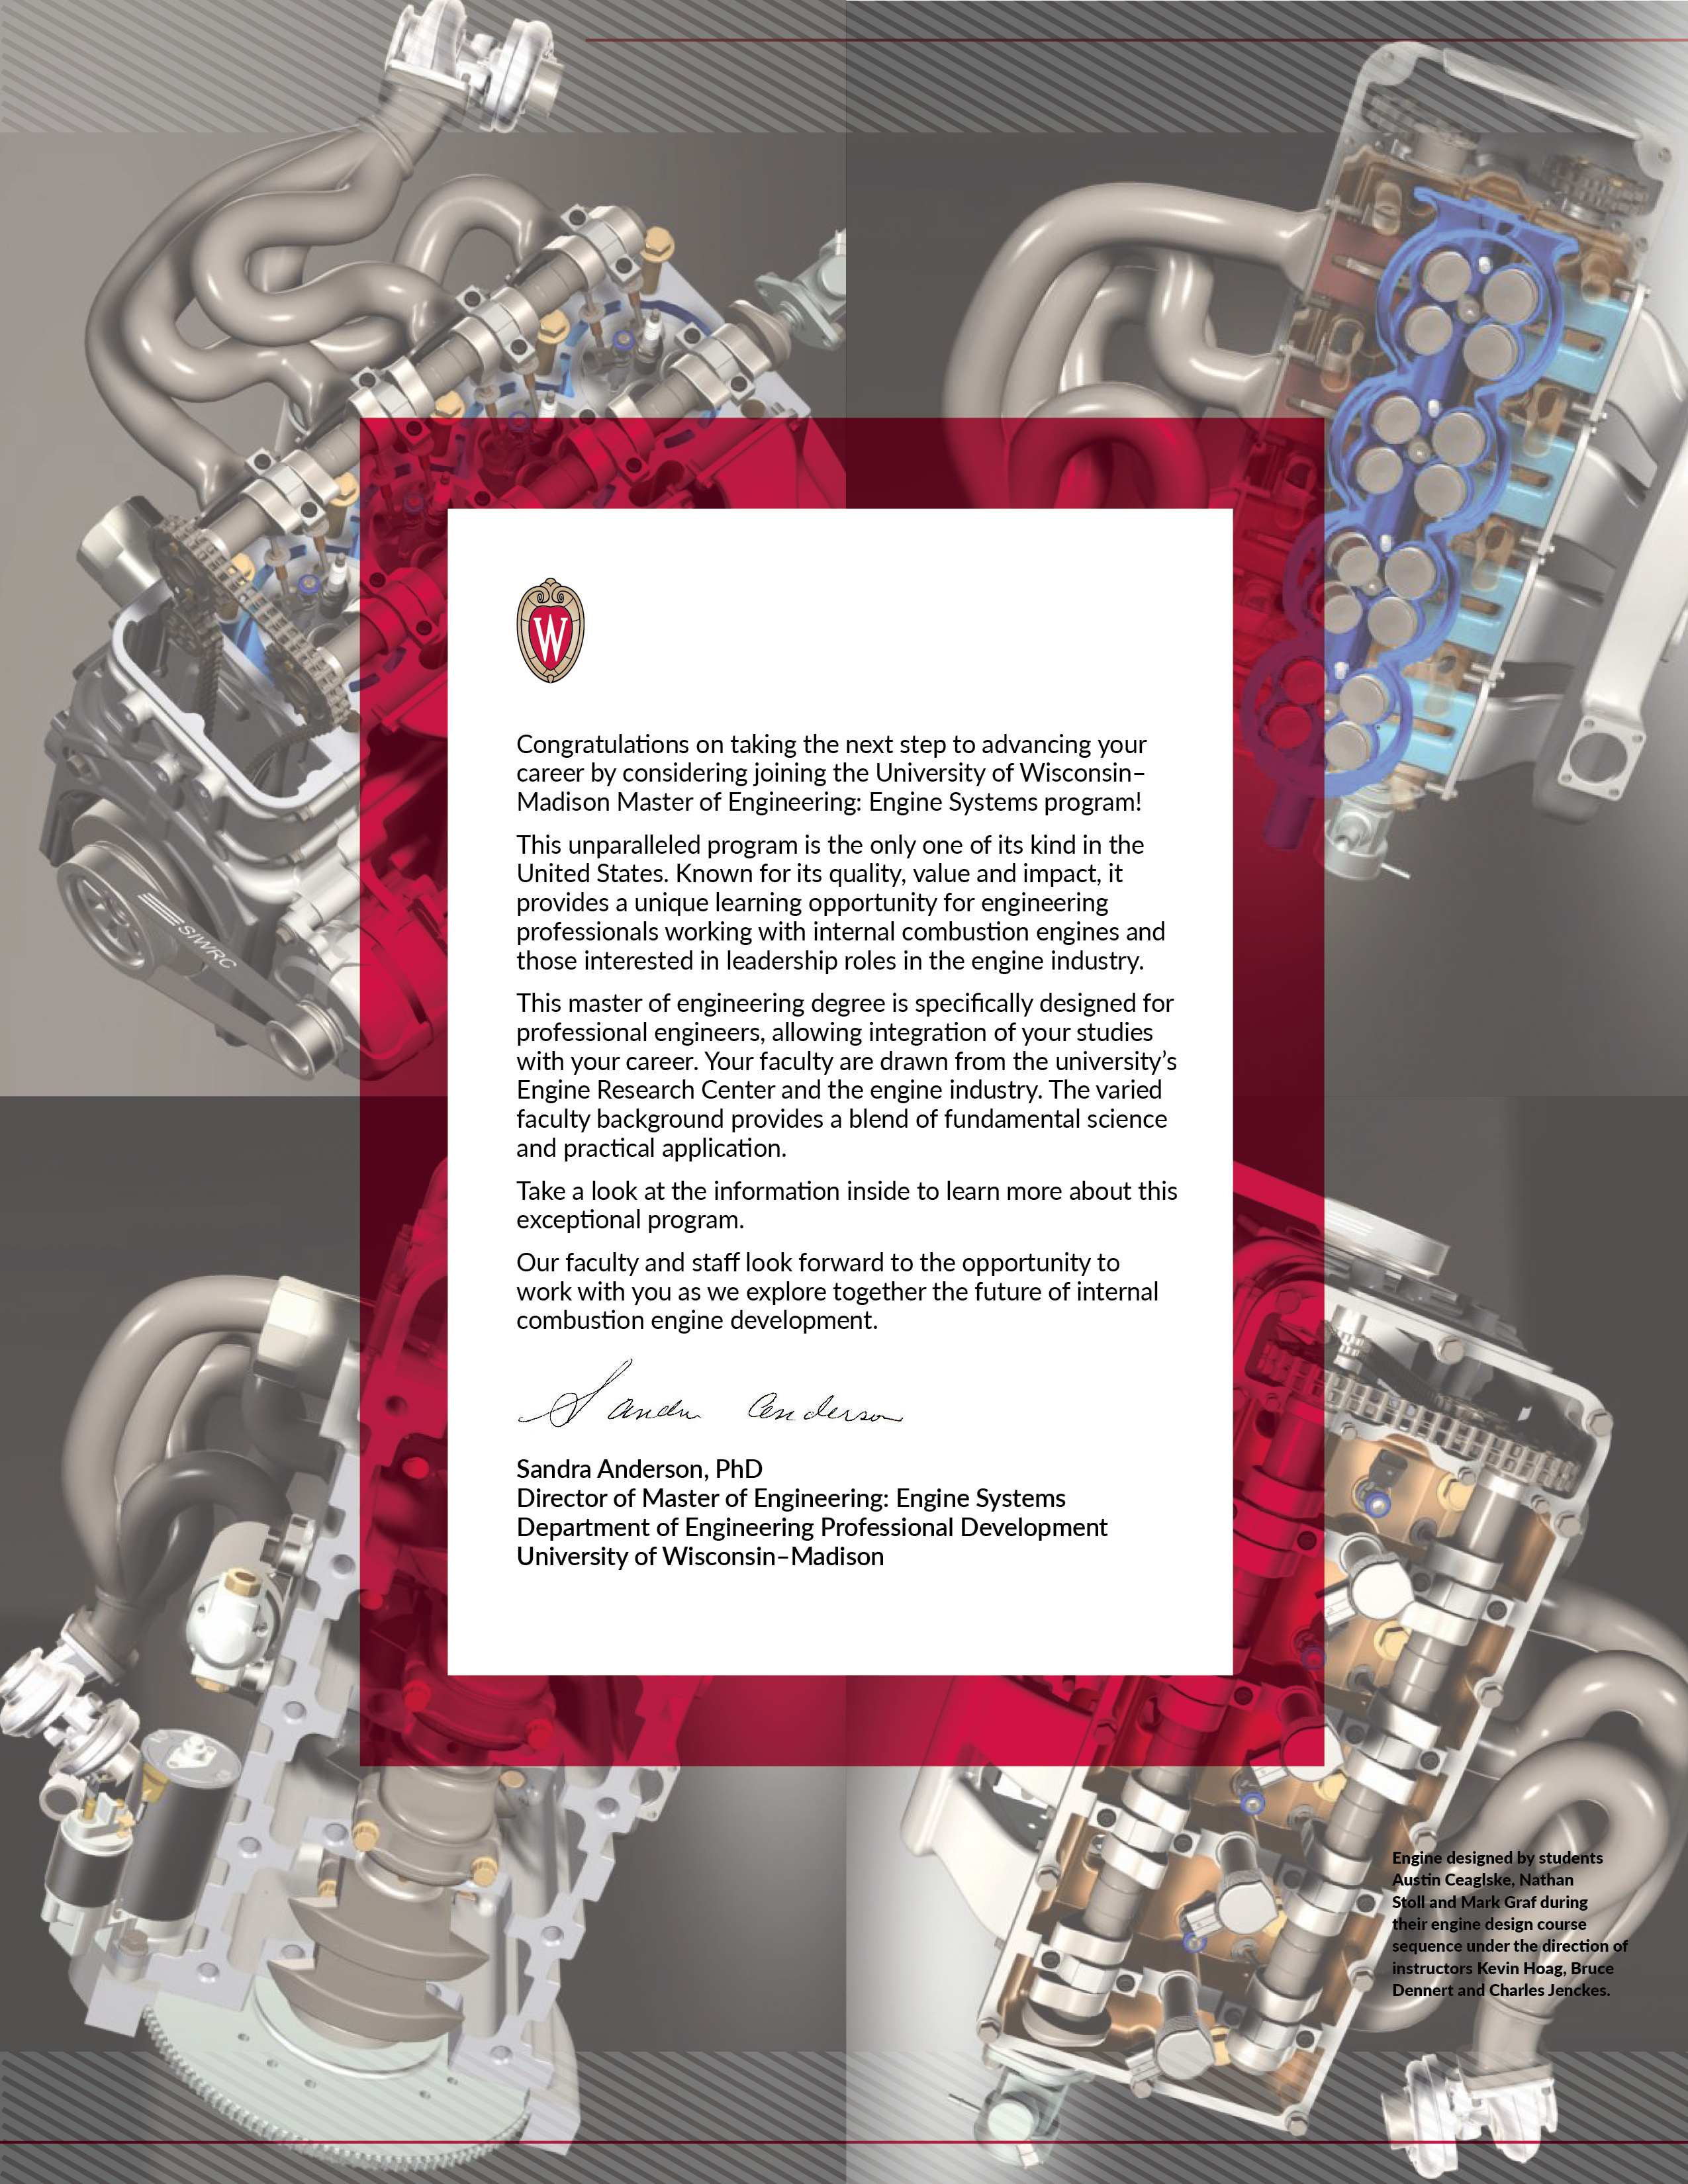 W
Congratulations on taking the next step to advancing your
career by considering joining the University of Wisconsin–
Madison Master of Engineering: Engine Systems program!
This unparalleled program is the only one of its kind in the
United States. Known for its quality, value and impact, it
provides a unique learning opportunity for engineering
professionals working with internal combustion engines and
those interested in leadership roles in the engine industry.
This master of engineering degree is specifically designed for
professional engineers, allowing integration of your studies
with your career. Your faculty are drawn from the university’s
Engine Research Center and the engine industry. The varied
faculty background provides a blend of fundamental science
and practical application.
Take a look at the information inside to learn more about this
exceptional program.
Our faculty and staff look forward to the opportunity to
work with you as we explore together the future of internal
combustion engine development.
Sandra Anderson
Sandra Anderson, PhD
Director of Master of Engineering: Engine Systems
Department of Engineering Professional Development
University of Wisconsin–Madison
SIWRC
Engine designed by students
Austin Ceaglske, Nathan
Stoll and Mark Graf during
their engine design course
sequence under the direction of
instructors Kevin Hoag, Bruce
Dennert and Charles Jenckes.